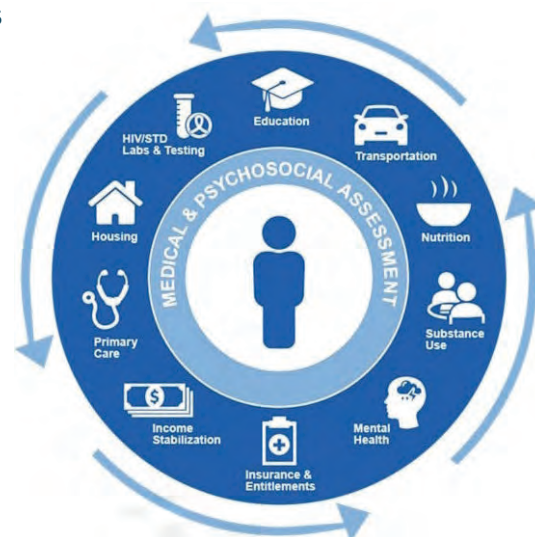 Education
HIV/STD
Labs & Testing
Transportation
MEDICAL & PSYCHOSOCIAL ASSESSMENT
Housing
Nutrition
Primary
Care
Substance
Use
$
Income
Stabilization
Mental
Health
Insurance &
Entitlements